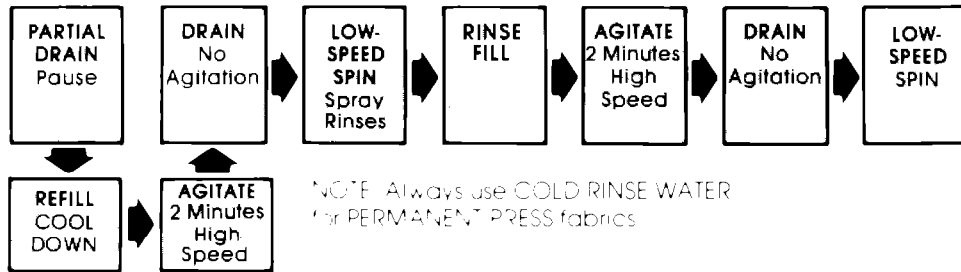 PARTIAL
DRAIN
Pause
REFILL
COOL
DOWN
AGITATE
2 Minutes
High
Speed
DRAIN
No
Agitation
LOW-
SPEED
SPIN
Spray
Rinses
RINSE
FILL
AGITATE
2 Minutes
High
Speed
DRAIN
No
Agitation
LOW-
SPEED
SPIN
NOTE Always use COLD RINSE WATER
for PERMANENT PRESS fabrics